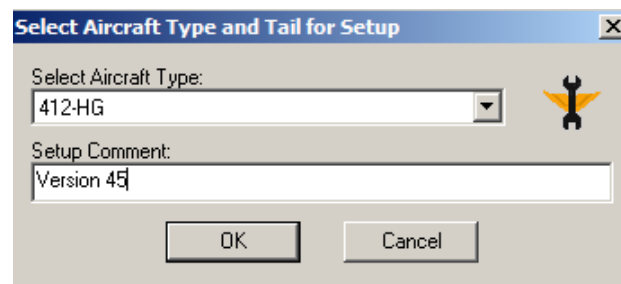 Select Aircraft Type and Tail for Setup
Select Aircraft Type:
412-HG
Setup Comment:
Version 45
OK Cancel